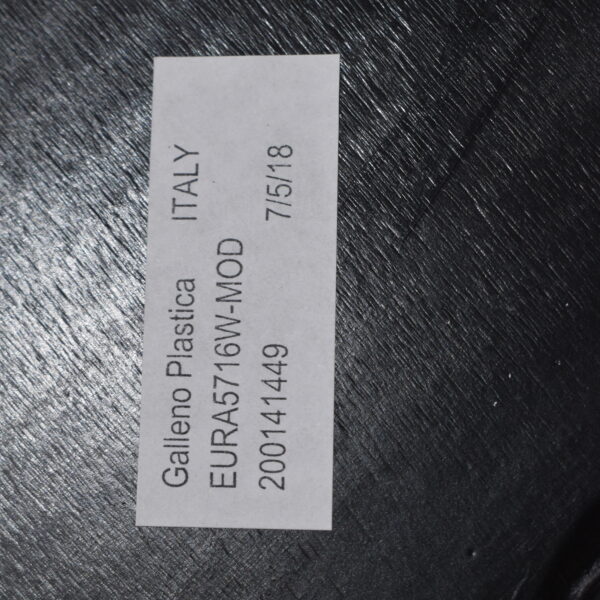 Galleno Plastica ITALY
EURA5716W-MOD
200141449 7/5/18